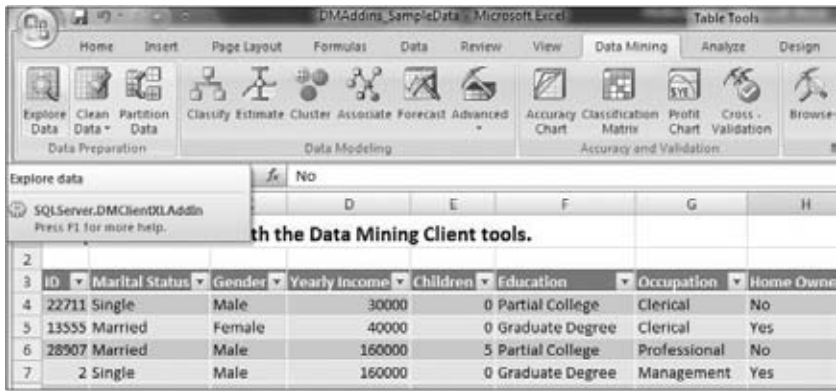 DMAddins_SampleData - Microsoft Excel
Table Tools
Home Insert Page Layout Formulas Data Review View Data Mining Analyze Design
Explore Data
Clean Data
Partition Data
Classify Estimate Cluster Associate Forecast Advanced
Accuracy Chart
Classification Matrix
Profit Chart
Cross-Validation
Browse
Data Preparation
Data Modeling
Accuracy and Validation
Explore data
SQLServer.DMClientXLAddIn
Press F1 for more help.
fx No
D E F G H
th the Data Mining Client tools.
2
3 ID Marital Status Gender Yearly Income Children Education Occupation Home Owne
4 22711 Single Male 30000 0 Partial College Clerical No
5 13555 Married Female 40000 0 Graduate Degree Clerical Yes
6 28907 Married Male 160000 5 Partial College Professional No
7 2 Single Male 160000 0 Graduate Degree Management Yes